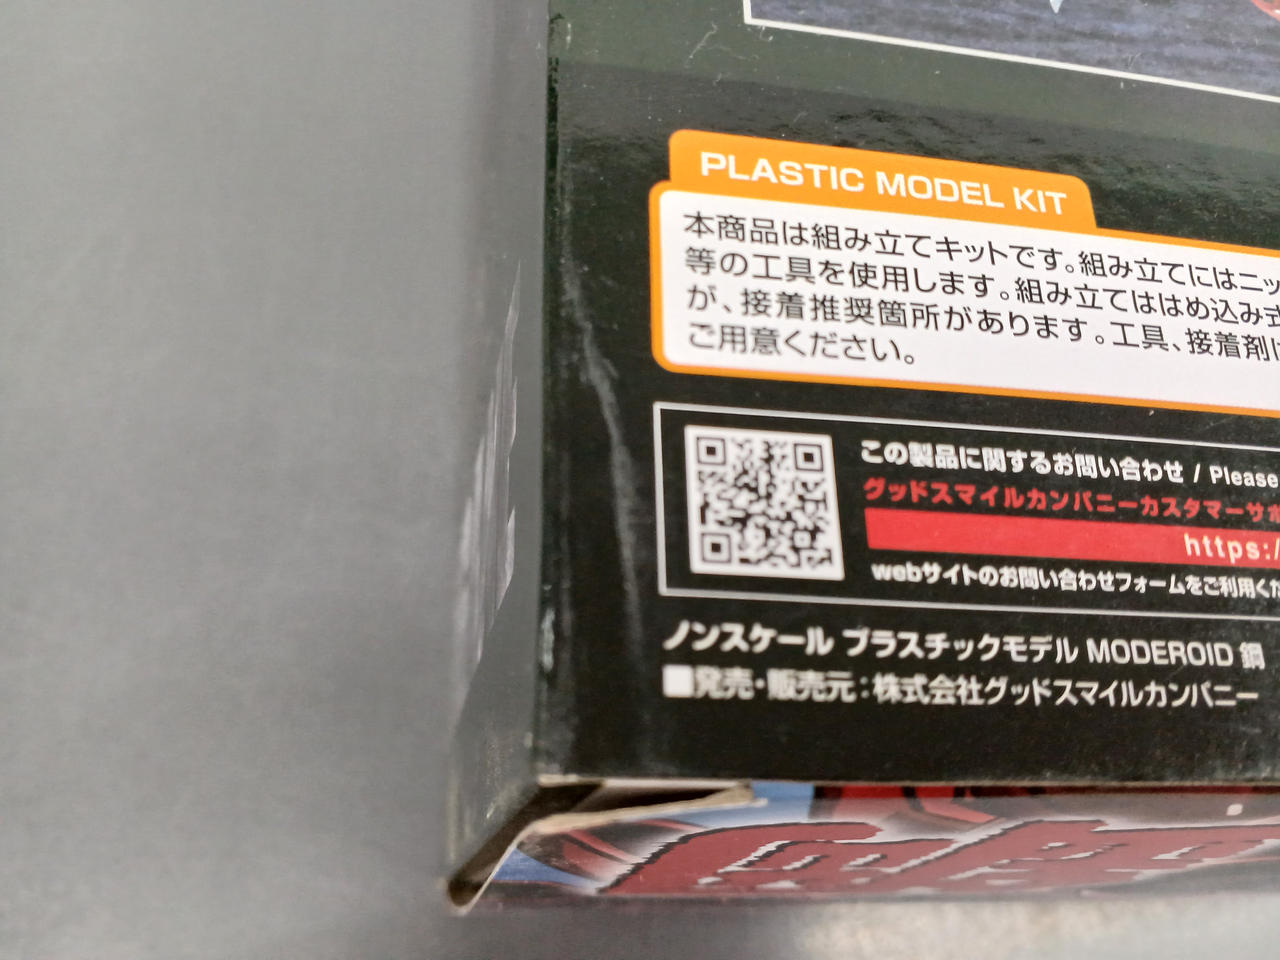 PLASTIC MODEL KIT
本商品は組み立てキットです。組み立てにはニッ
等の工具を使用します。組み立てははめ込み式
が、接着推奨箇所があります。工具、接着剤は
ご用意ください。
この製品に関するお問い合わせ / Please
グッドスマイルカンパニーカスタマーサポ
https:/
webサイトのお問い合わせフォームをご利用くだ
ノンスケール プラスチックモデル MODEROID 鋼
■発売・販売元：株式会社グッドスマイルカンパニー